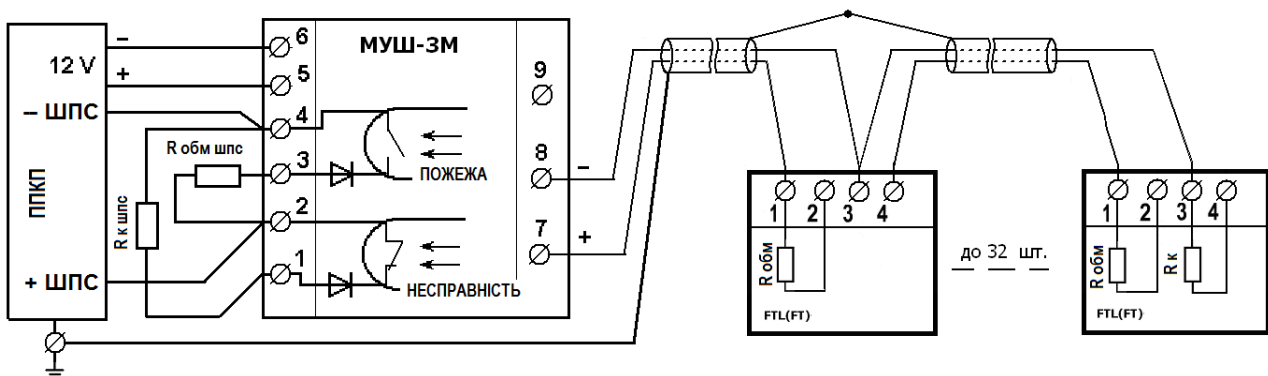 МУШ-3М
12 V
–
+
– ШПС
ППКП
+ ШПС
R обм шпс
R к шпс
6
5
4
3
2
1
ПОЖЕЖА
НЕСПРАВНІСТЬ
9
8
7
–
+
1
2
3
4
R обм
FTL(FT)
до 32 шт.
1
2
3
4
R обм
R к
FTL(FT)